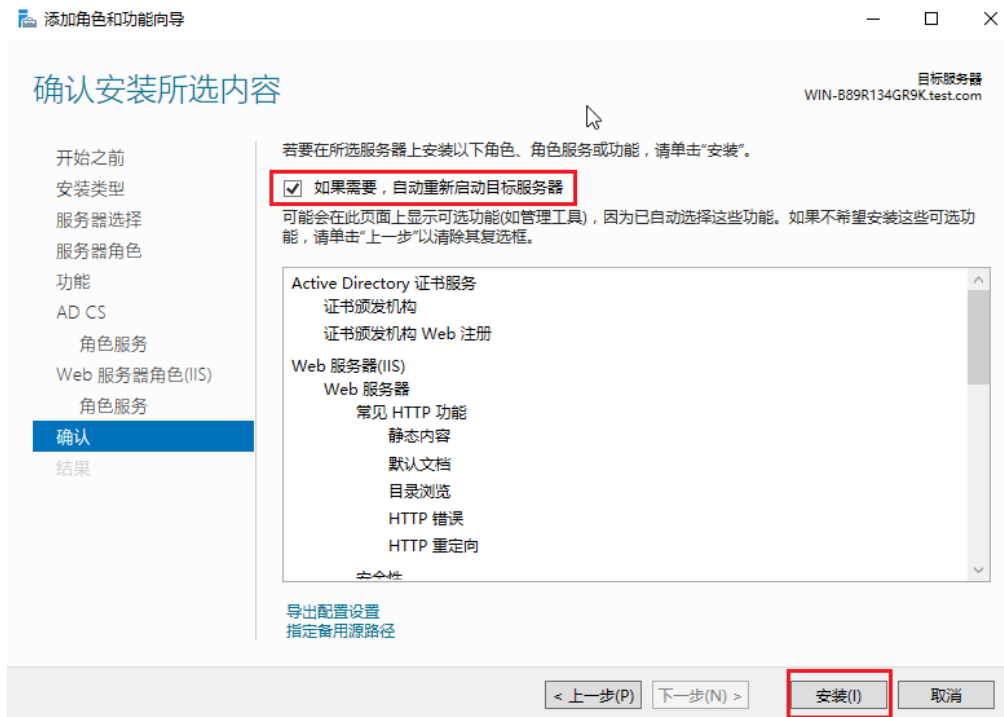 添加角色和功能向导
确认安装所选内容
目标服务器
WIN-B89R134GR9K.test.com
开始之前
安装类型
服务器选择
服务器角色
功能
AD CS
角色服务
Web 服务器角色(IIS)
角色服务
确认
结果
若要在所选服务器上安装以下角色、角色服务或功能，请单击“安装”。
如果需要，自动重新启动目标服务器
可能会在此页面上显示可选功能(如管理工具)，因为已自动选择这些功能。如果不希望安装这些可选功
能，请单击“上一步”以清除其复选框。
Active Directory 证书服务
证书颁发机构
证书颁发机构 Web 注册
Web 服务器(IIS)
Web 服务器
常见 HTTP 功能
静态内容
默认文档
目录浏览
HTTP 错误
HTTP 重定向
安全性
导出配置设置
指定备用源路径
< 上一步(P)
下一步(N) >
安装(I)
取消